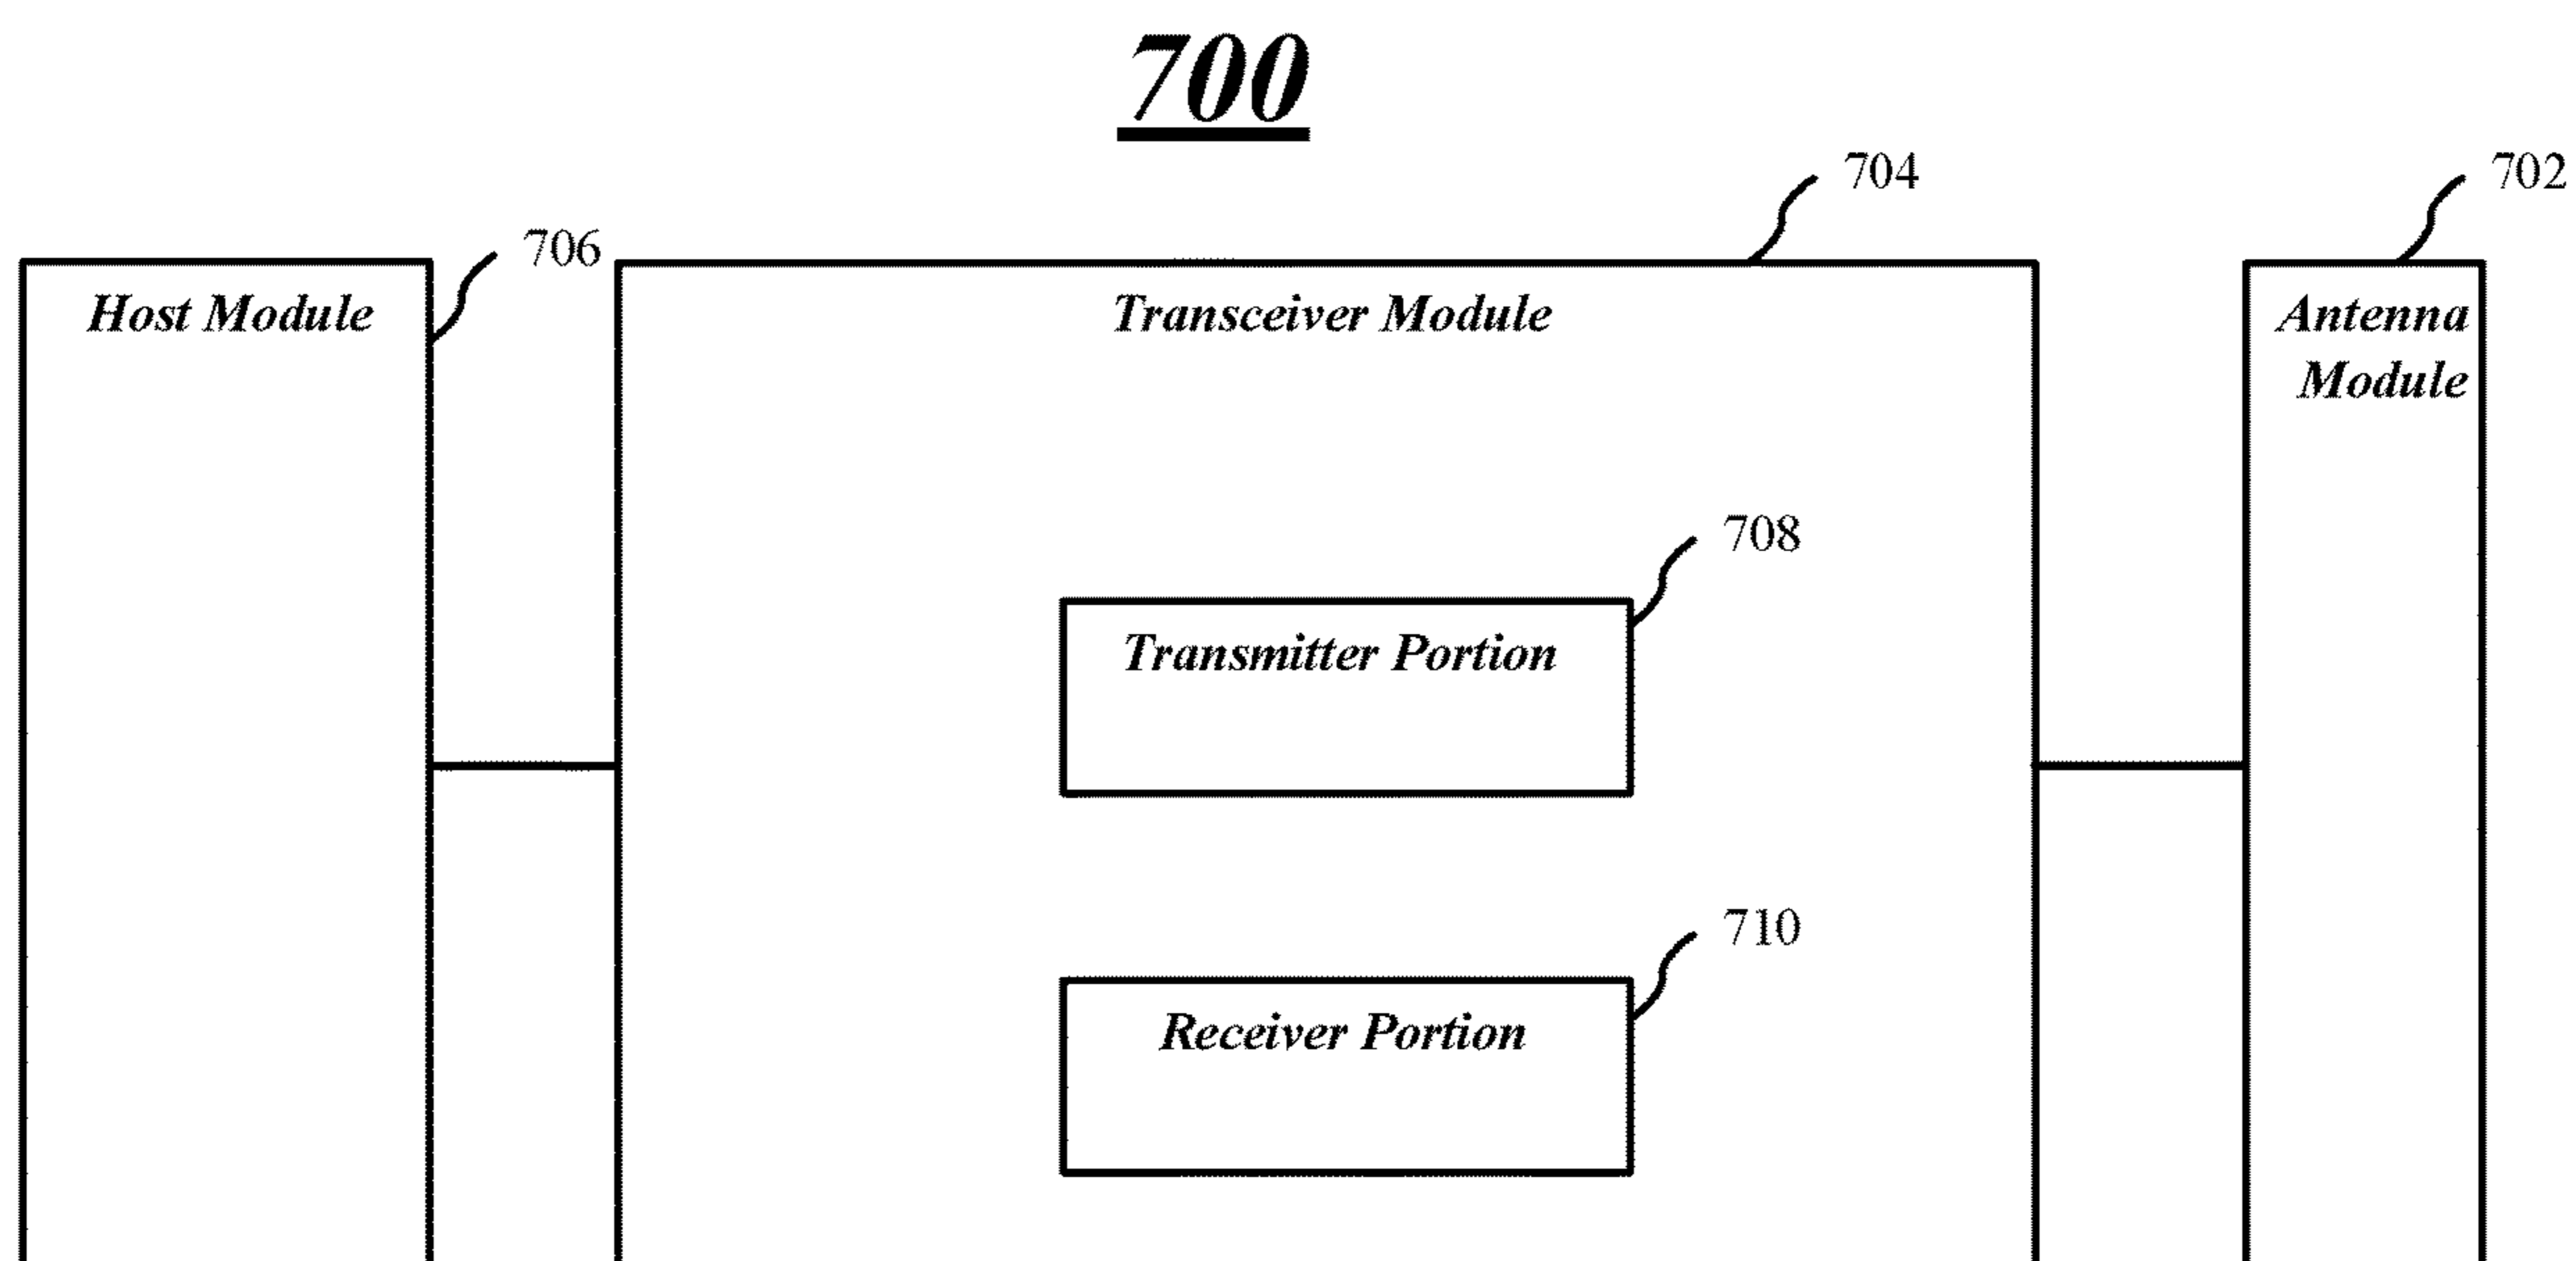 700
704
702
706
Host Module
Transceiver Module
Antenna
Module
708
Transmitter Portion
710
Receiver Portion